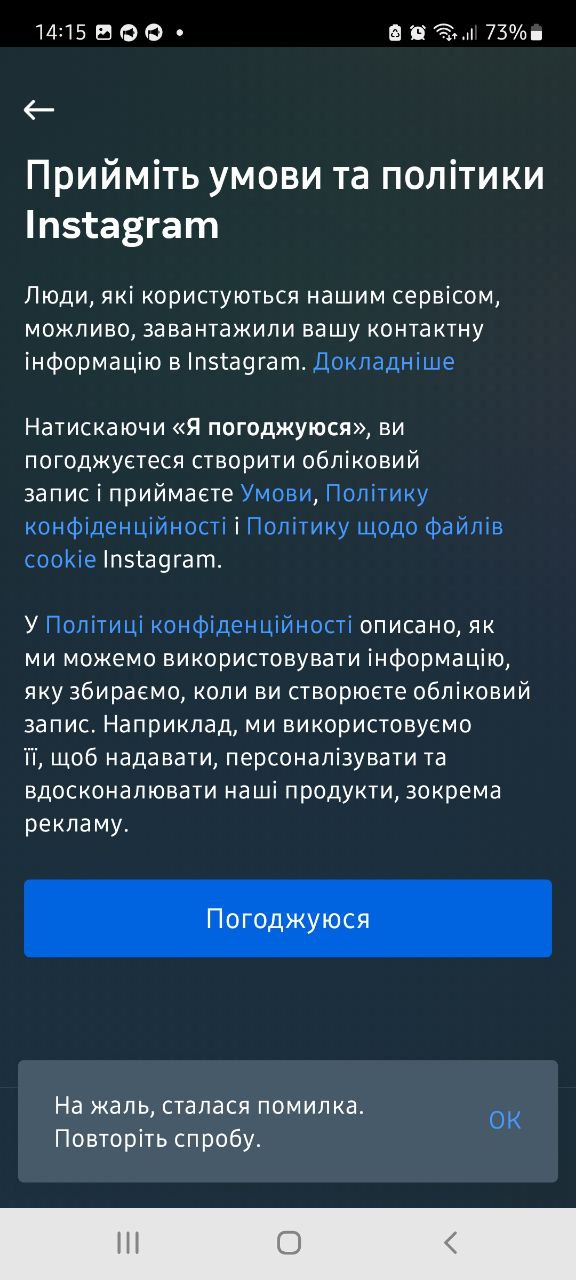 14:15
73%
Прийміть умови та політики
Instagram
Люди, які користуються нашим сервісом,
можливо, завантажили вашу контактну
інформацію в Instagram. Докладніше
Натискаючи «Я погоджуюся», ви
погоджуєтеся створити обліковий
запис і приймаєте Умови, Політику
конфіденційності і Політику щодо файлів
cookie Instagram.
У Політиці конфіденційності описано, як
ми можемо використовувати інформацію,
яку збираємо, коли ви створюєте обліковий
запис. Наприклад, ми використовуємо
її, щоб надавати, персоналізувати та
вдосконалювати наші продукти, зокрема
рекламу.
Погоджуюся
На жаль, сталася помилка.
Повторіть спробу.
ОК